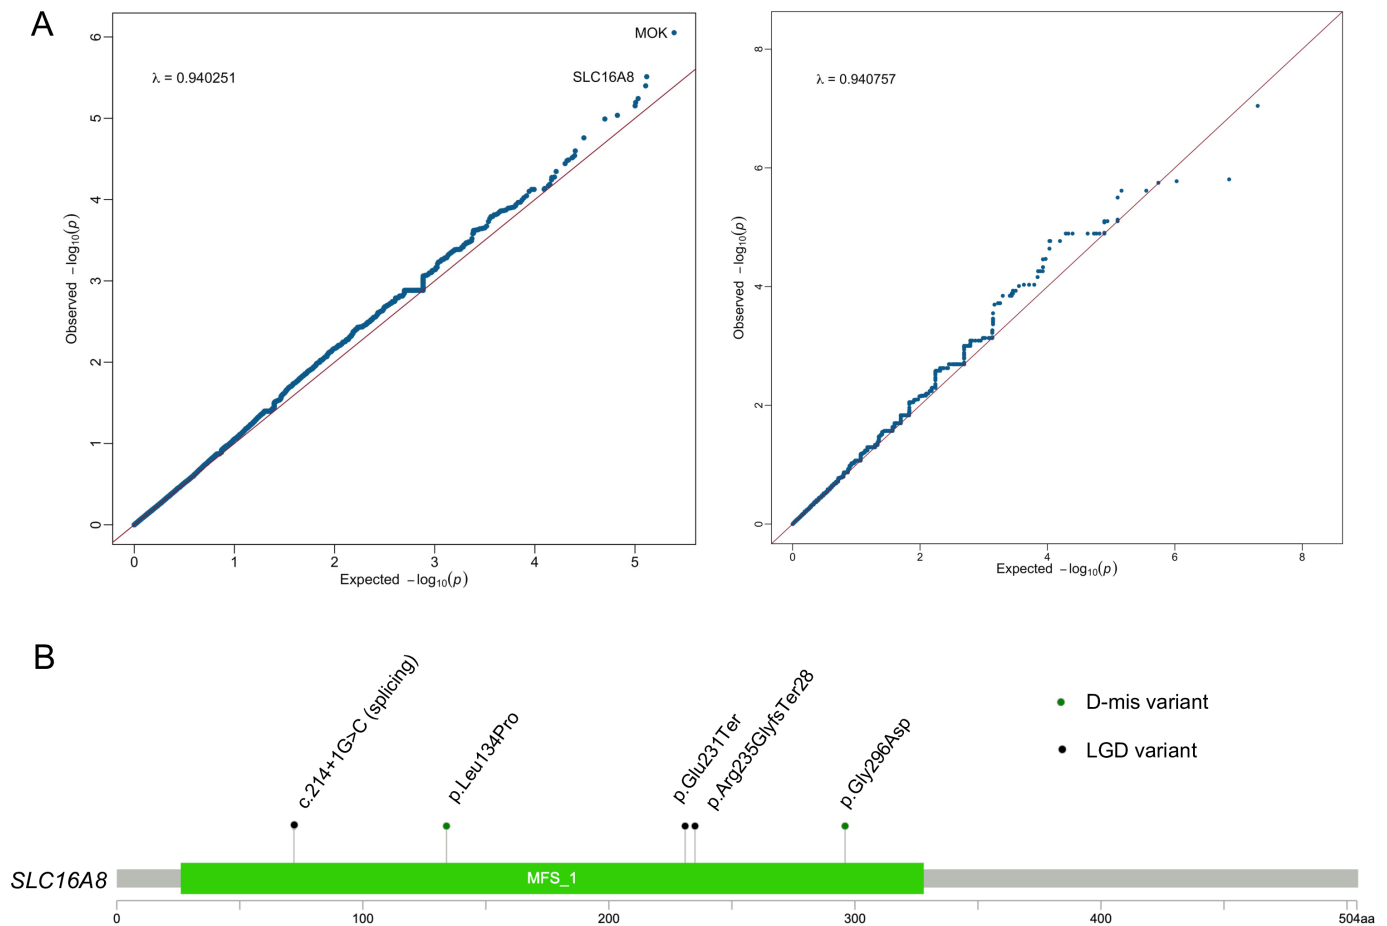 A
MOK
SLC16A8
λ = 0.940251
Observed −log10(p)
0 1 2 3 4 5 6
0 1 2 3 4 5
Expected −log10(p)
λ = 0.940757
Observed −log10(p)
0 2 4 6 8
0 2 4 6 8
Expected −log10(p)
B
c.214+1G>C (splicing)
p.Leu134Pro
p.Glu231Ter
p.Arg235GlyfsTer28
p.Gly296Asp
D-mis variant
LGD variant
SLC16A8
MFS_1
0 100 200 300 400 504aa